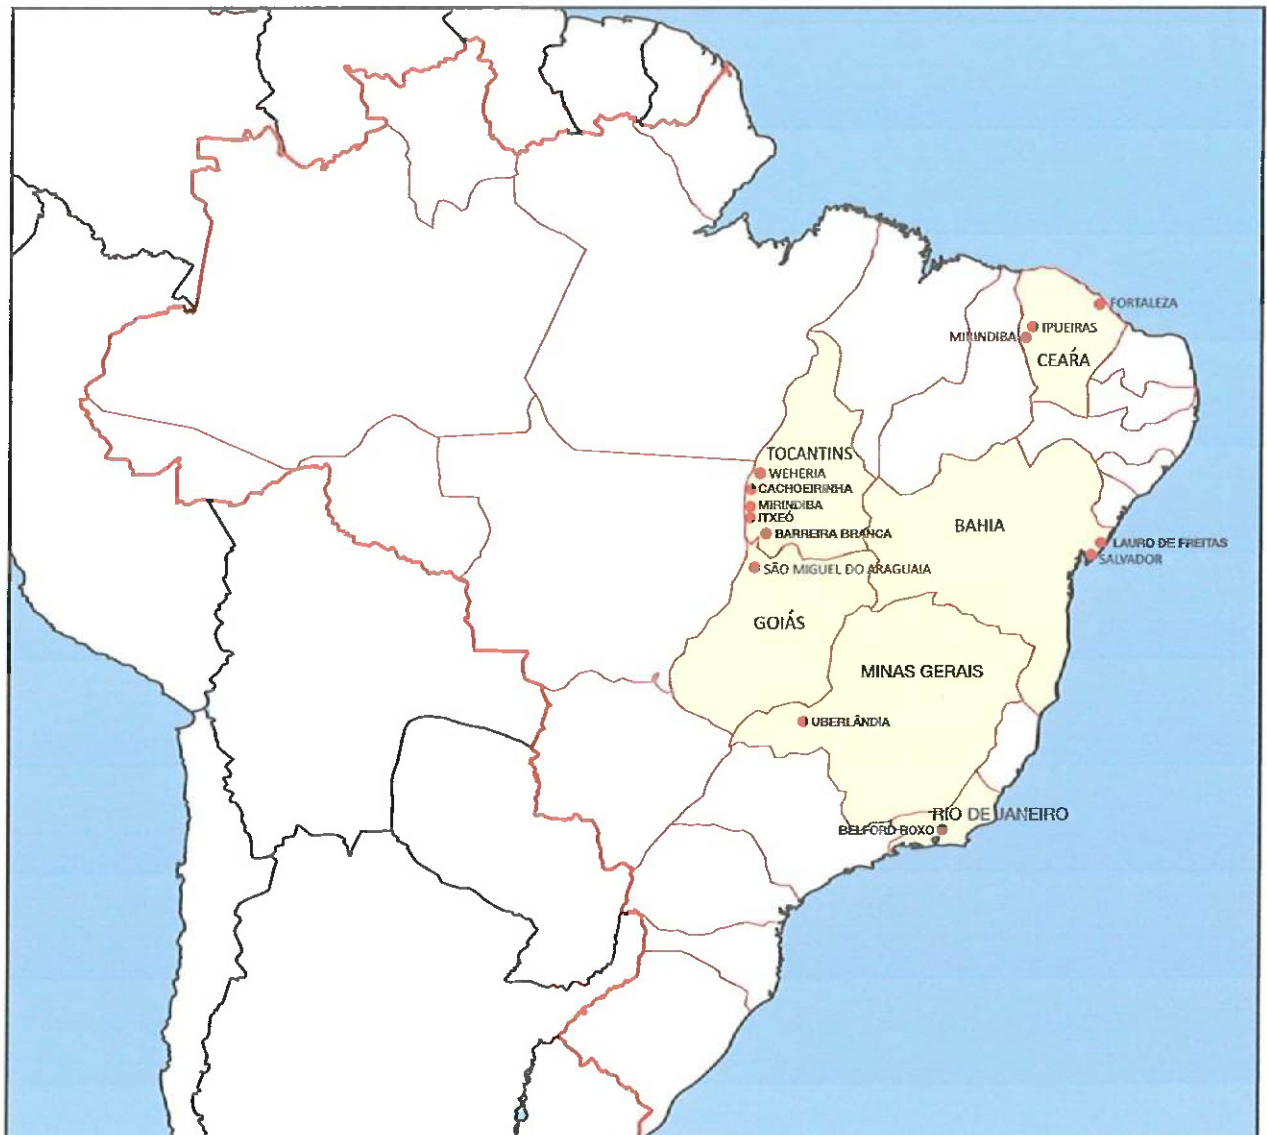 FORTALEZA
IPUEIRAS
MIRINDIBA
CEARÁ
TOCANTINS
WEHERIA
CACHOEIRINHA
MIRINDIBA
ITXEÓ
BARREIRA BRANCA
BAHIA
LAURO DE FREITAS
SALVADOR
SÃO MIGUEL DO ARAGUAIA
GOIÁS
MINAS GERAIS
UBERLÂNDIA
RIO DE JANEIRO
BELFORD ROXO